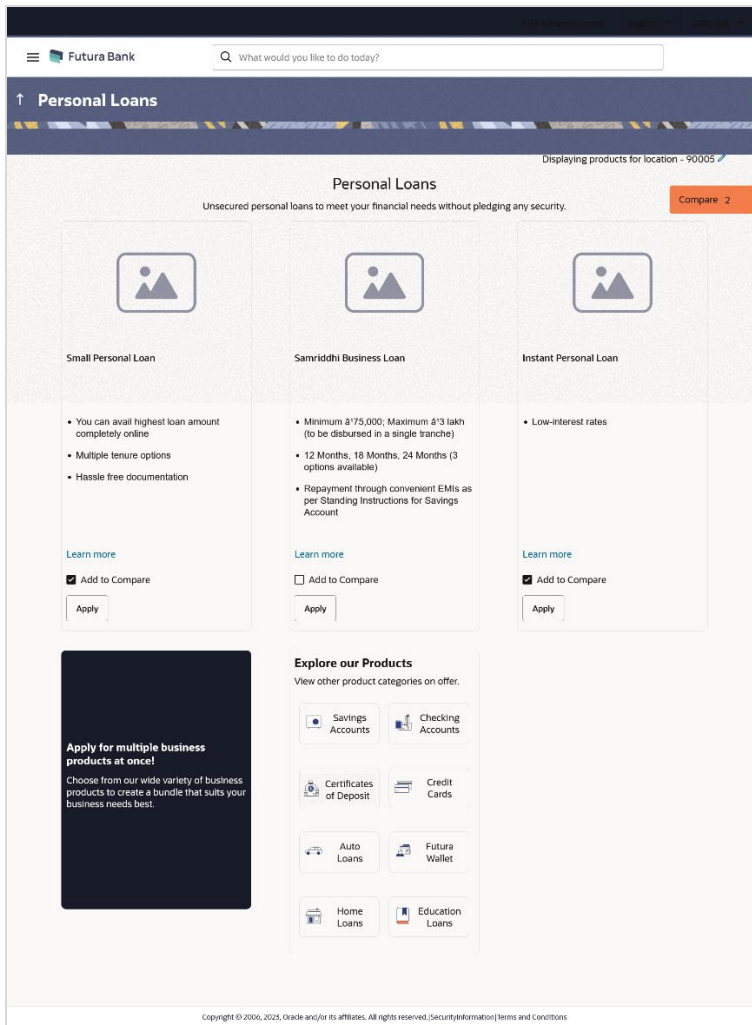 Futura Bank
What would you like to do today?
↑ Personal Loans
Displaying products for location - 90005
Personal Loans
Unsecured personal loans to meet your financial needs without pledging any security.
Compare 2
Small Personal Loan
Samriddhi Business Loan
Instant Personal Loan
• You can avail highest loan amount
completely online
• Multiple tenure options
• Hassle free documentation
• Minimum â¹75,000; Maximum â¹3 lakh
(to be disbursed in a single tranche)
• 12 Months, 18 Months, 24 Months (3
options available)
• Repayment through convenient EMIs as
per Standing Instructions for Savings
Account
• Low-interest rates
Learn more
Learn more
Learn more
Add to Compare
Add to Compare
Add to Compare
Apply
Apply
Apply
Apply for multiple business
products at once!
Choose from our wide variety of business
products to create a bundle that suits your
business needs best.
Explore our Products
View other product categories on offer.
Savings
Accounts
Checking
Accounts
Certificates
of Deposit
Credit
Cards
Auto
Loans
Futura
Wallet
Home
Loans
Education
Loans
Copyright © 2006, 2023, Oracle and/or its affiliates. All rights reserved.|SecurityInformation|Terms and Conditions